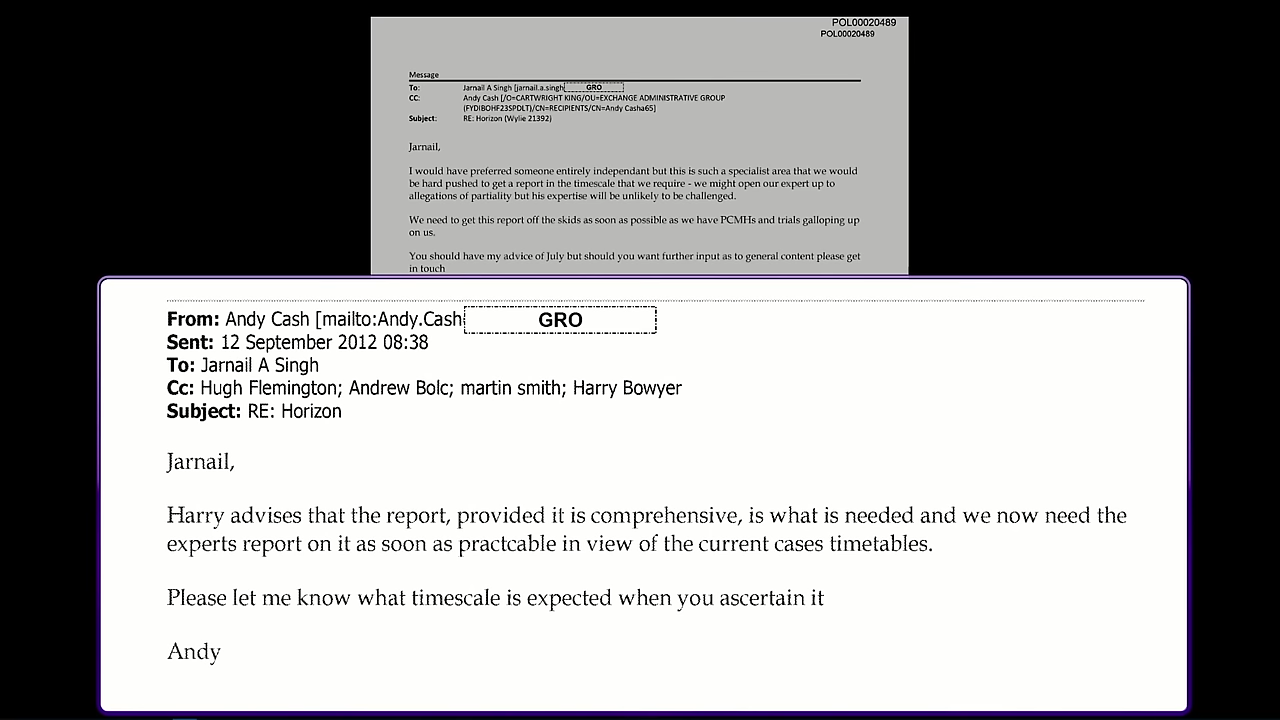 POL00020489
POL00020489
Message
To: Jarnail A Singh [jarnail.a.singh GRO
CC: Andy Cash [/O=CARTWRIGHT KING/OU=EXCHANGE ADMINISTRATIVE GROUP
(FYDIBOHF23SPDLT)/CN=RECIPIENTS/CN=Andy Casha65]
Subject: RE: Horizon (Wylie 21392)
Jarnail,
I would have preferred someone entirely independant but this is such a specialist area that we would
be hard pushed to get a report in the timescale that we require - we might open our expert up to
allegations of partiality but his expertise will be unlikely to be challenged.
We need to get this report off the skids as soon as possible as we have PCMHs and trials galloping up
on us.
You should have my advice of July but should you want further input as to general content please get
in touch
From: Andy Cash [mailto:Andy.Cash GRO
Sent: 12 September 2012 08:38
To: Jarnail A Singh
Cc: Hugh Flemington; Andrew Bolc; martin smith; Harry Bowyer
Subject: RE: Horizon
Jarnail,
Harry advises that the report, provided it is comprehensive, is what is needed and we now need the
experts report on it as soon as practcable in view of the current cases timetables.
Please let me know what timescale is expected when you ascertain it
Andy